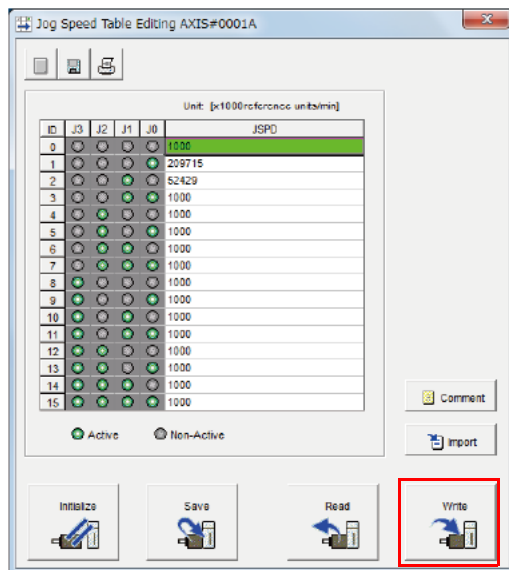 Jog Speed Table Editing AXIS#0001A
Unit: [x1000reference units/min]
ID J3 J2 J1 J0 JSPD
0 1000
1 209715
2 52429
3 1000
4 1000
5 1000
6 1000
7 1000
8 1000
9 1000
10 1000
11 1000
12 1000
13 1000
14 1000
15 1000
Comment
Active Non-Active
Import
Initialize Save Read Write